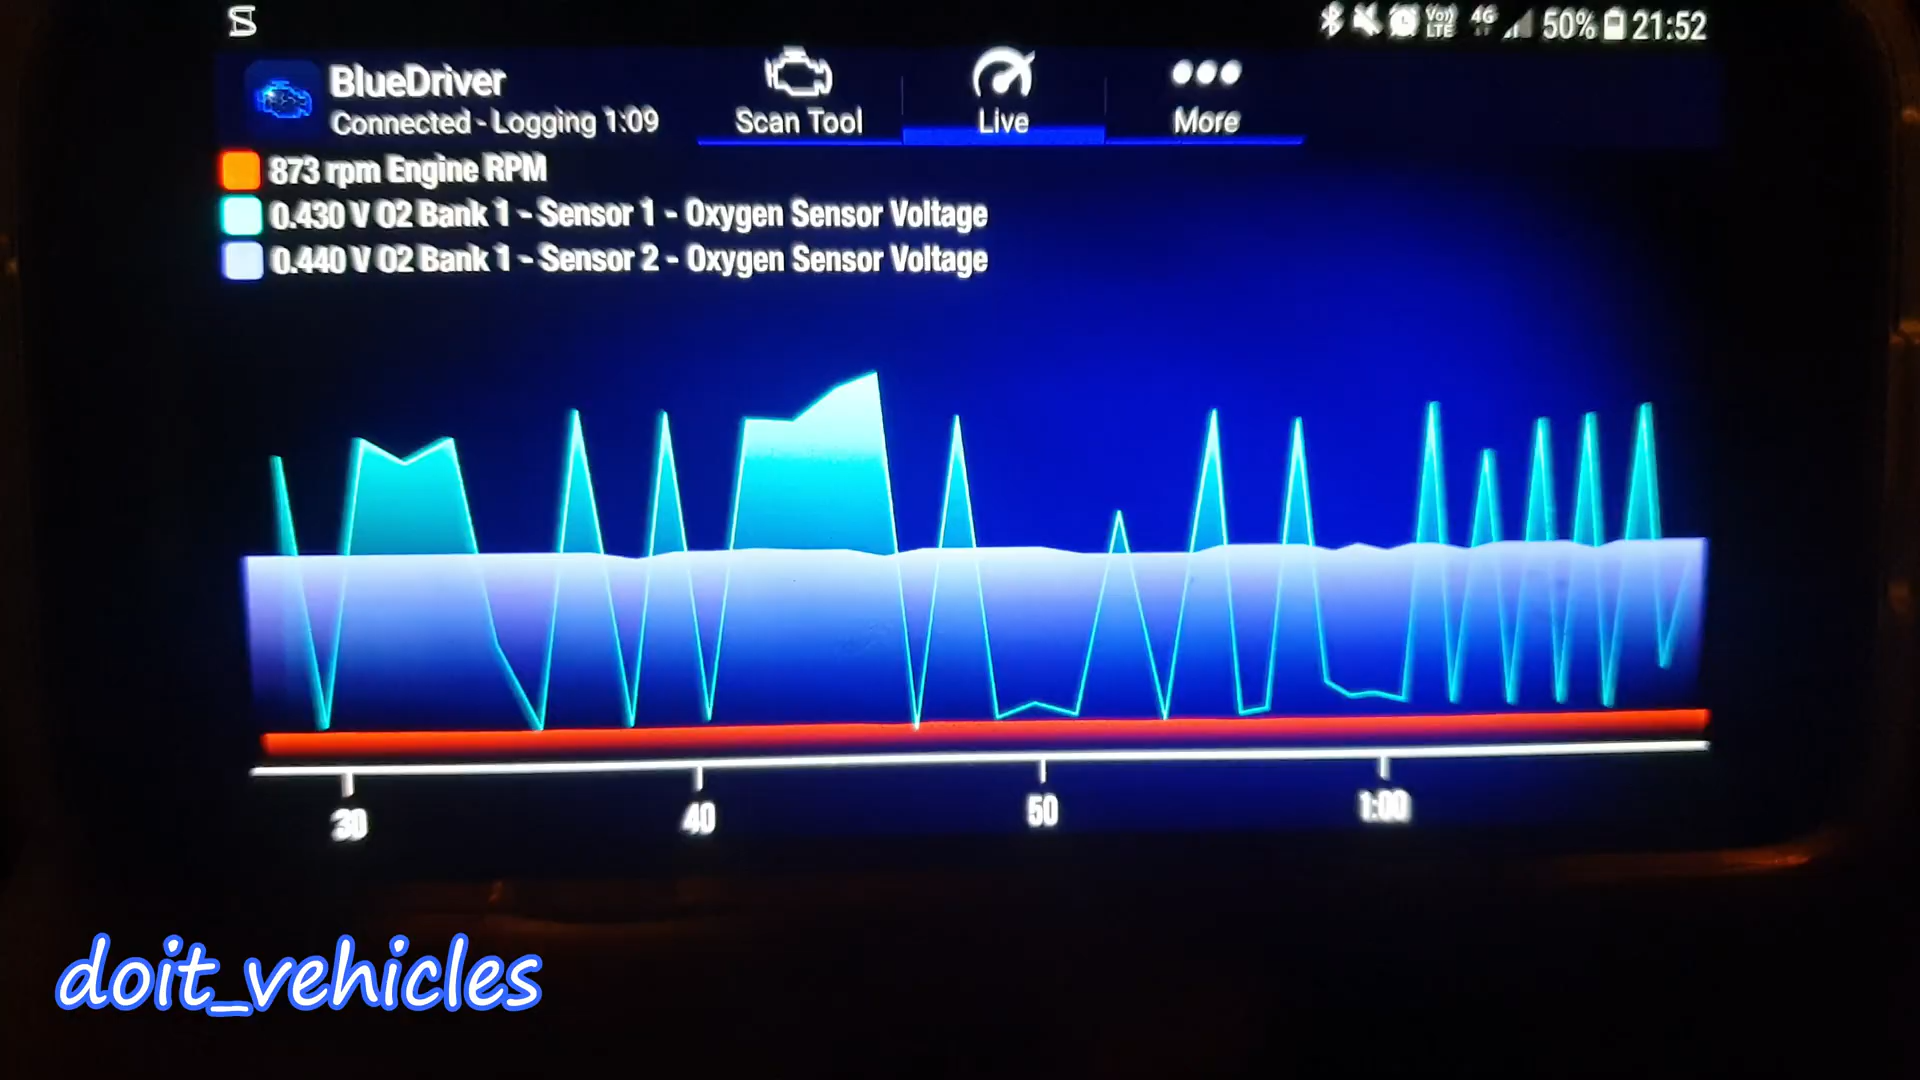 50% 21:52
BlueDriver
Connected - Logging 1:09
Scan Tool
Live
More
873 rpm Engine RPM
0.430 V O2 Bank 1 - Sensor 1 - Oxygen Sensor Voltage
0.440 V O2 Bank 1 - Sensor 2 - Oxygen Sensor Voltage
30
40
50
1:00
doit_vehicles